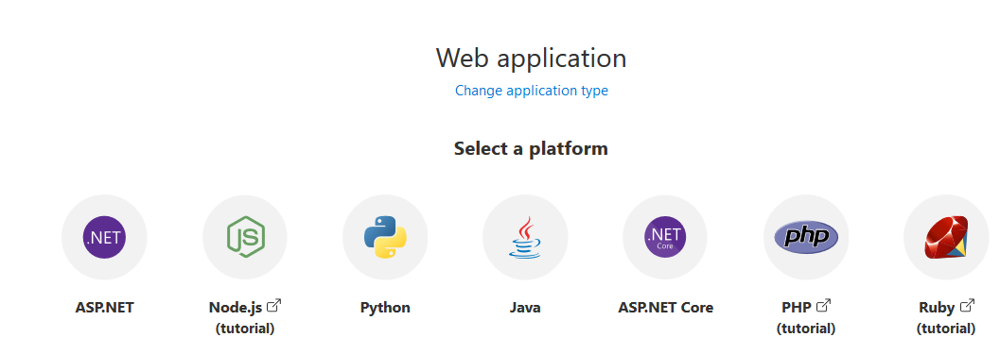 Web application
Change application type
Select a platform
.NET JS .NET Core php
ASP.NET Node.js Python Java ASP.NET Core PHP Ruby
(tutorial) (tutorial) (tutorial)